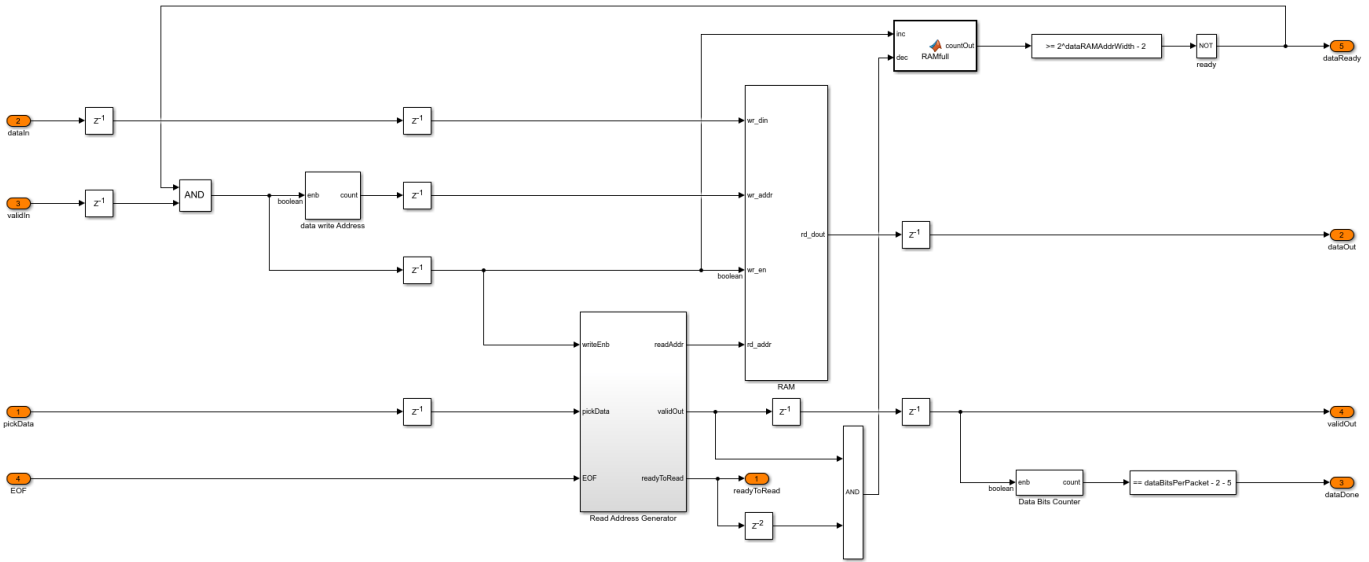 inc
countOut
dec
RAMfull
>= 2^dataRAMAddrWidth - 2
NOT
ready
5
dataReady
2
dataIn
z-1
z-1
wr_din
3
validIn
z-1
AND
enb
count
boolean
data write Address
z-1
wr_addr
rd_dout
z-1
2
dataOut
z-1
wr_en
boolean
writeEnb
readAddr
rd_addr
RAM
1
pickData
z-1
pickData
validOut
z-1
z-1
4
validOut
4
EOF
EOF
readyToRead
1
readyToRead
Read Address Generator
z-2
AND
enb
count
boolean
Data Bits Counter
== dataBitsPerPacket - 2 - 5
3
dataDone